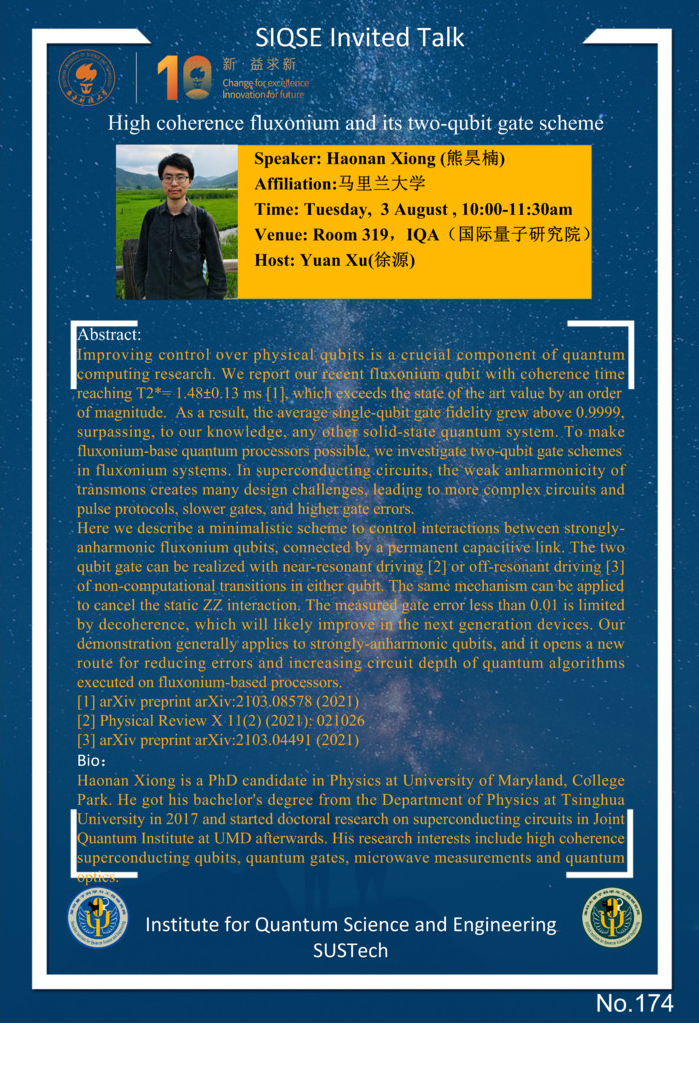 SIQSE Invited Talk
新 益求新
Change for excellence
Innovation for future
High coherence fluxonium and its two-qubit gate scheme
Speaker: Haonan Xiong (熊昊楠)
Affiliation:马里兰大学
Time: Tuesday, 3 August , 10:00-11:30am
Venue: Room 319，IQA（国际量子研究院）
Host: Yuan Xu(徐源)
Abstract:
Improving control over physical qubits is a crucial component of quantum
computing research. We report our recent fluxonium qubit with coherence time
reaching T2*= 1.48±0.13 ms [1], which exceeds the state of the art value by an order
of magnitude. As a result, the average single-qubit gate fidelity grew above 0.9999,
surpassing, to our knowledge, any other solid-state quantum system. To make
fluxonium-base quantum processors possible, we investigate two-qubit gate schemes
in fluxonium systems. In superconducting circuits, the weak anharmonicity of
transmons creates many design challenges, leading to more complex circuits and
pulse protocols, slower gates, and higher gate errors.
Here we describe a minimalistic scheme to control interactions between strongly-
anharmonic fluxonium qubits, connected by a permanent capacitive link. The two
qubit gate can be realized with near-resonant driving [2] or off-resonant driving [3]
of non-computational transitions in either qubit. The same mechanism can be applied
to cancel the static ZZ interaction. The measured gate error less than 0.01 is limited
by decoherence, which will likely improve in the next generation devices. Our
demonstration generally applies to strongly-anharmonic qubits, and it opens a new
route for reducing errors and increasing circuit depth of quantum algorithms
executed on fluxonium-based processors.
[1] arXiv preprint arXiv:2103.08578 (2021)
[2] Physical Review X 11(2) (2021): 021026
[3] arXiv preprint arXiv:2103.04491 (2021)
Bio：
Haonan Xiong is a PhD candidate in Physics at University of Maryland, College
Park. He got his bachelor's degree from the Department of Physics at Tsinghua
University in 2017 and started doctoral research on superconducting circuits in Joint
Quantum Institute at UMD afterwards. His research interests include high coherence
superconducting qubits, quantum gates, microwave measurements and quantum
optics.
Institute for Quantum Science and Engineering
SUSTech
No.174